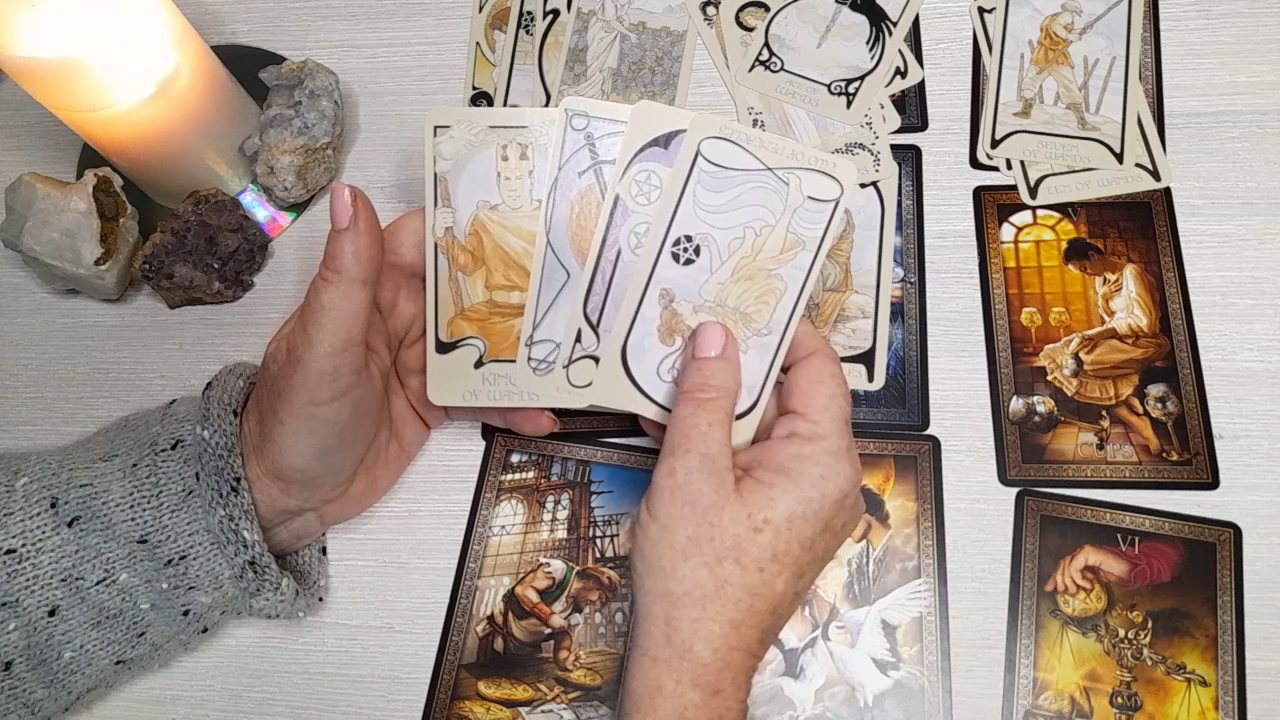 ACE OF
WANDS
SEVEN
OF WANDS
TEN OF WANDS
KING
OF WANDS
V
CUPS
VI